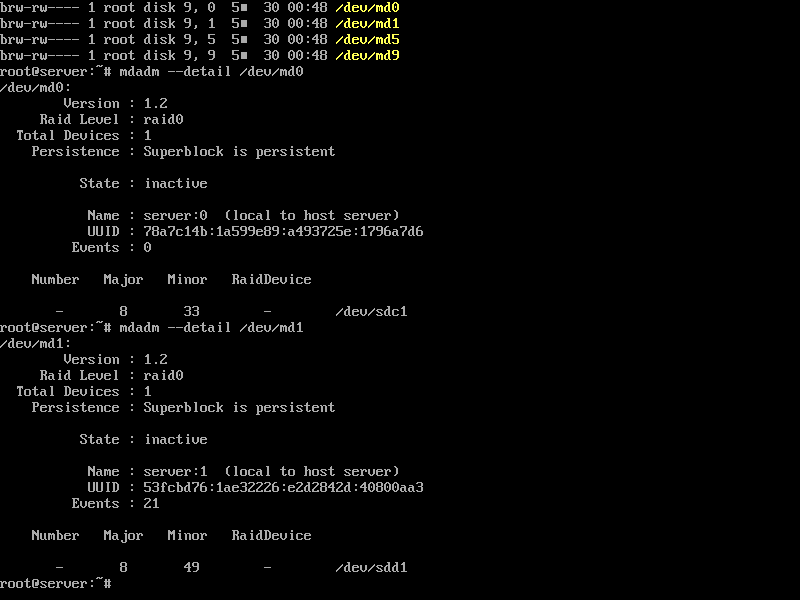 brw-rw---- 1 root disk 9, 0  5■  30 00:48 /dev/md0
brw-rw---- 1 root disk 9, 1  5■  30 00:48 /dev/md1
brw-rw---- 1 root disk 9, 5  5■  30 00:48 /dev/md5
brw-rw---- 1 root disk 9, 9  5■  30 00:48 /dev/md9
root@server:~# mdadm --detail /dev/md0
/dev/md0:
        Version : 1.2
     Raid Level : raid0
  Total Devices : 1
    Persistence : Superblock is persistent
          State : inactive
           Name : server:0  (local to host server)
           UUID : 78a7c14b:1a599e89:a493725e:1796a7d6
         Events : 0
    Number   Major   Minor   RaidDevice
       -       8       33        -        /dev/sdc1
root@server:~# mdadm --detail /dev/md1
/dev/md1:
        Version : 1.2
     Raid Level : raid0
  Total Devices : 1
    Persistence : Superblock is persistent
          State : inactive
           Name : server:1  (local to host server)
           UUID : 53fcbd76:1ae32226:e2d2842d:40800aa3
         Events : 21
    Number   Major   Minor   RaidDevice
       -       8       49        -        /dev/sdd1
root@server:~#